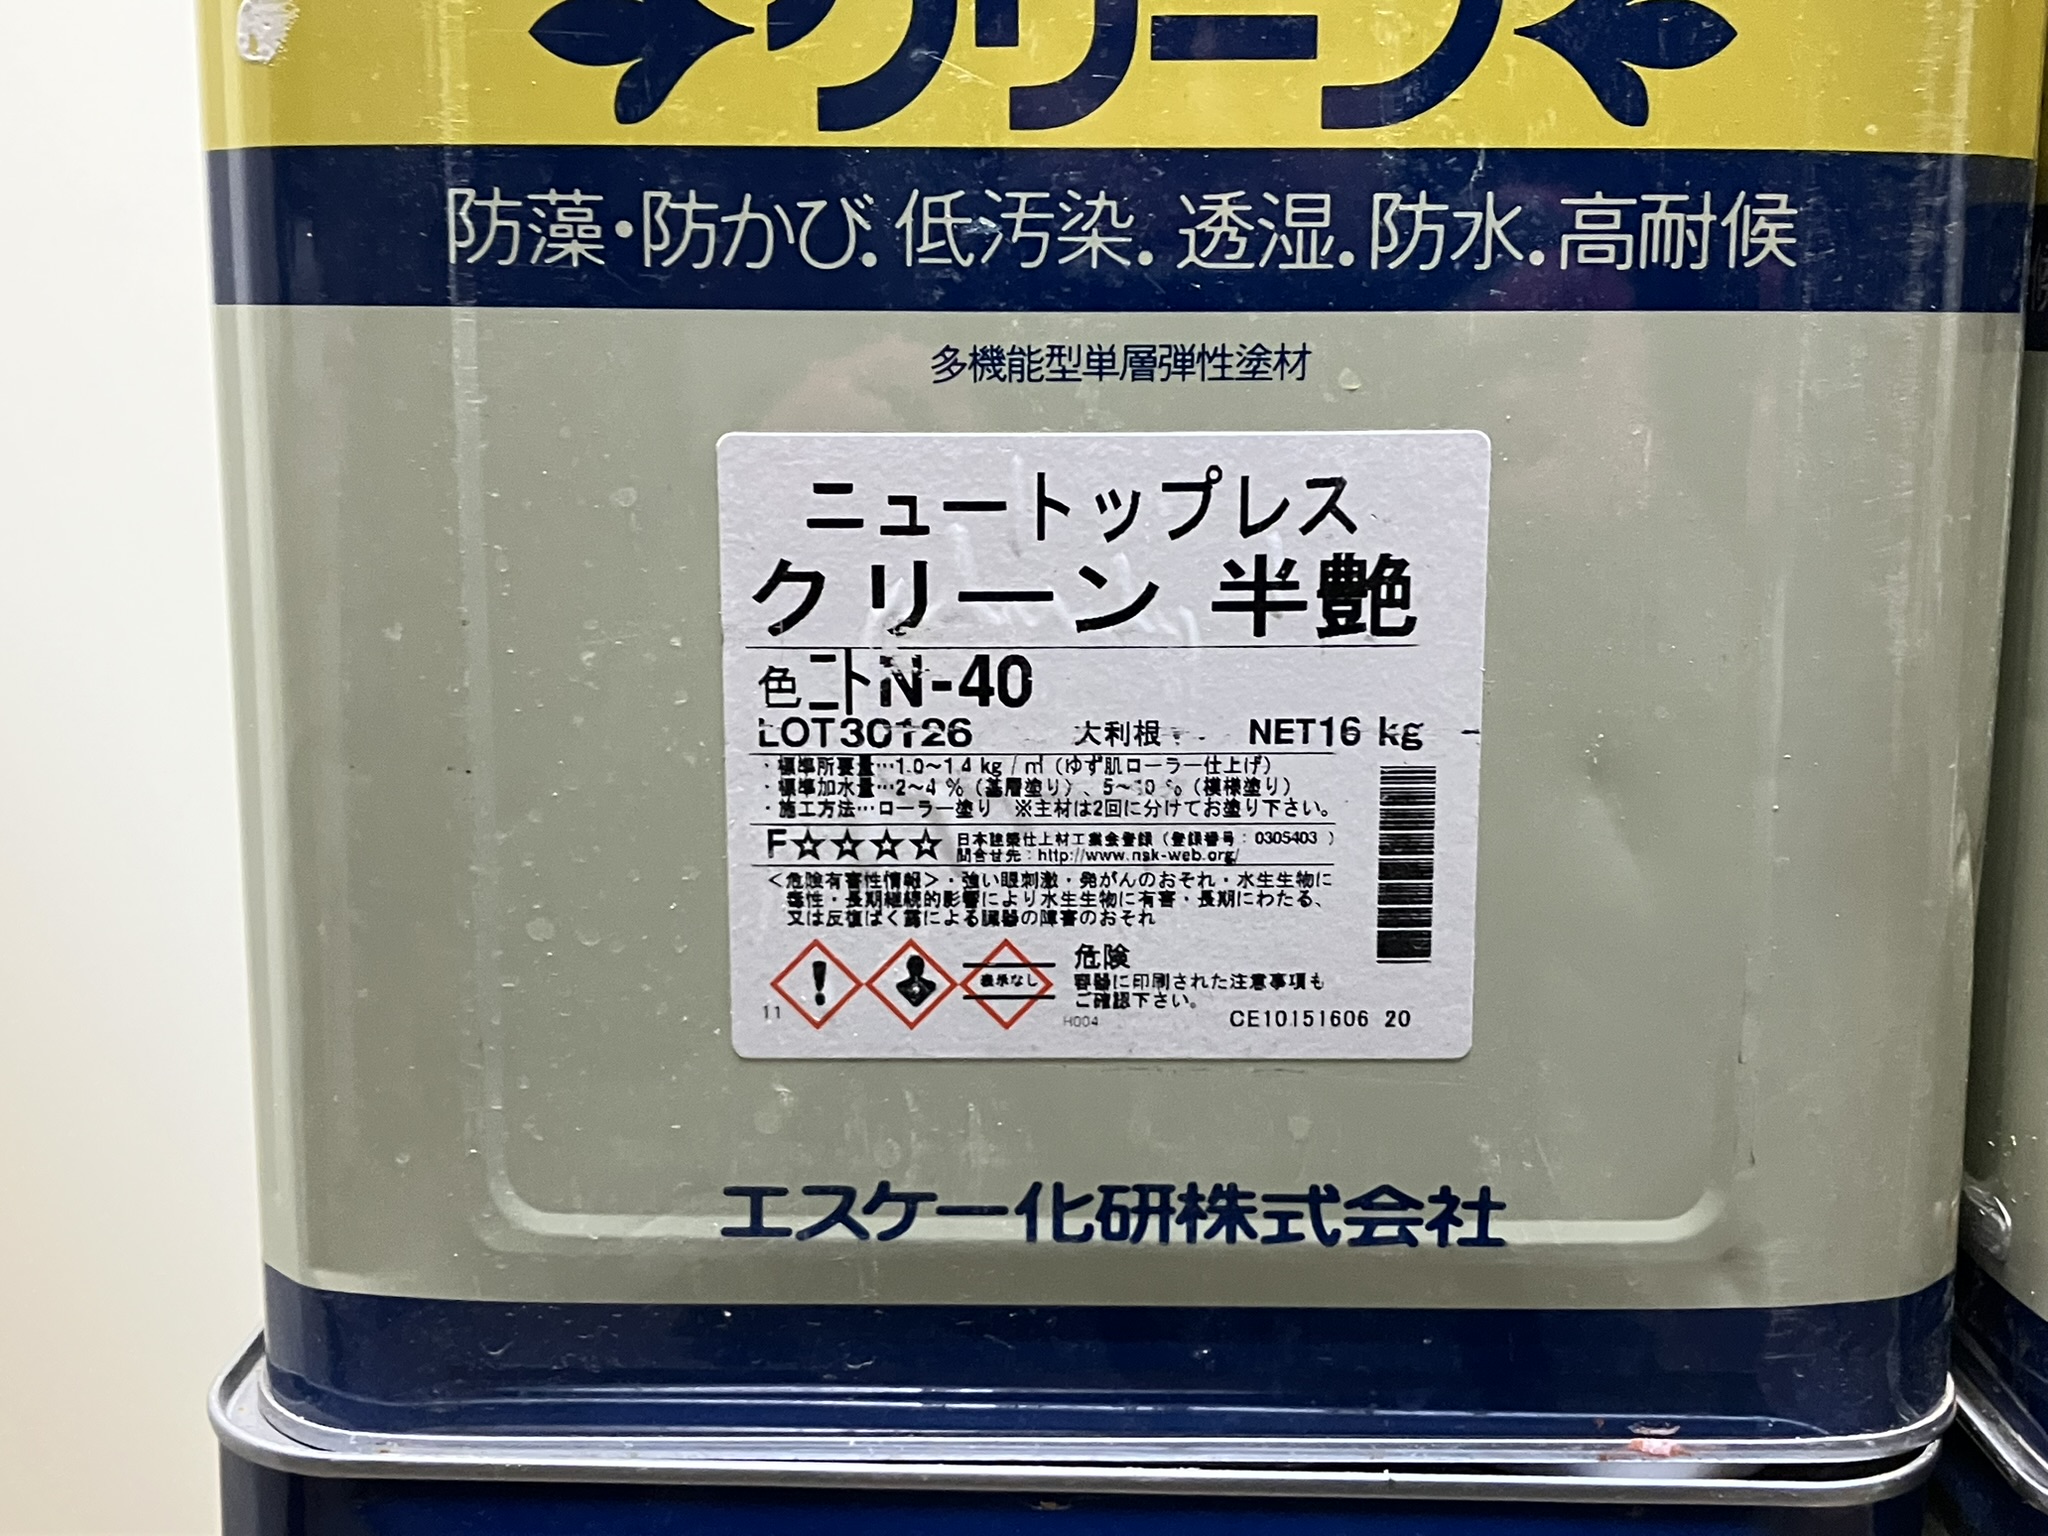 クリーン
防藻・防かび.低汚染.透湿.防水.高耐候
多機能型単層弾性塗材
ニュートップレス
クリーン 半艶
色 ニトN-40
LOT30126 大利根 NET16 kg
・標準所要量…1.0〜1.4 kg/㎡(ゆず肌ローラー仕上げ)
・標準加水量…2〜4 %(基層塗り)、5〜10 %(模様塗り)
・施工方法…ローラー塗り ※主材は2回に分けてお塗り下さい。
F☆☆☆☆ 日本建築仕上材工業会登録(登録番号:0305403)
問合せ先:http://www.nsk-web.org/
<危険有害性情報>・強い眼刺激・発がんのおそれ・水生生物に
毒性・長期継続的影響により水生生物に有害・長期にわたる、
又は反復ばく露による臓器の障害のおそれ
表示なし
危険
容器に印刷された注意事項も
ご確認下さい。
11 H004 CE10151606 20
エスケー化研株式会社